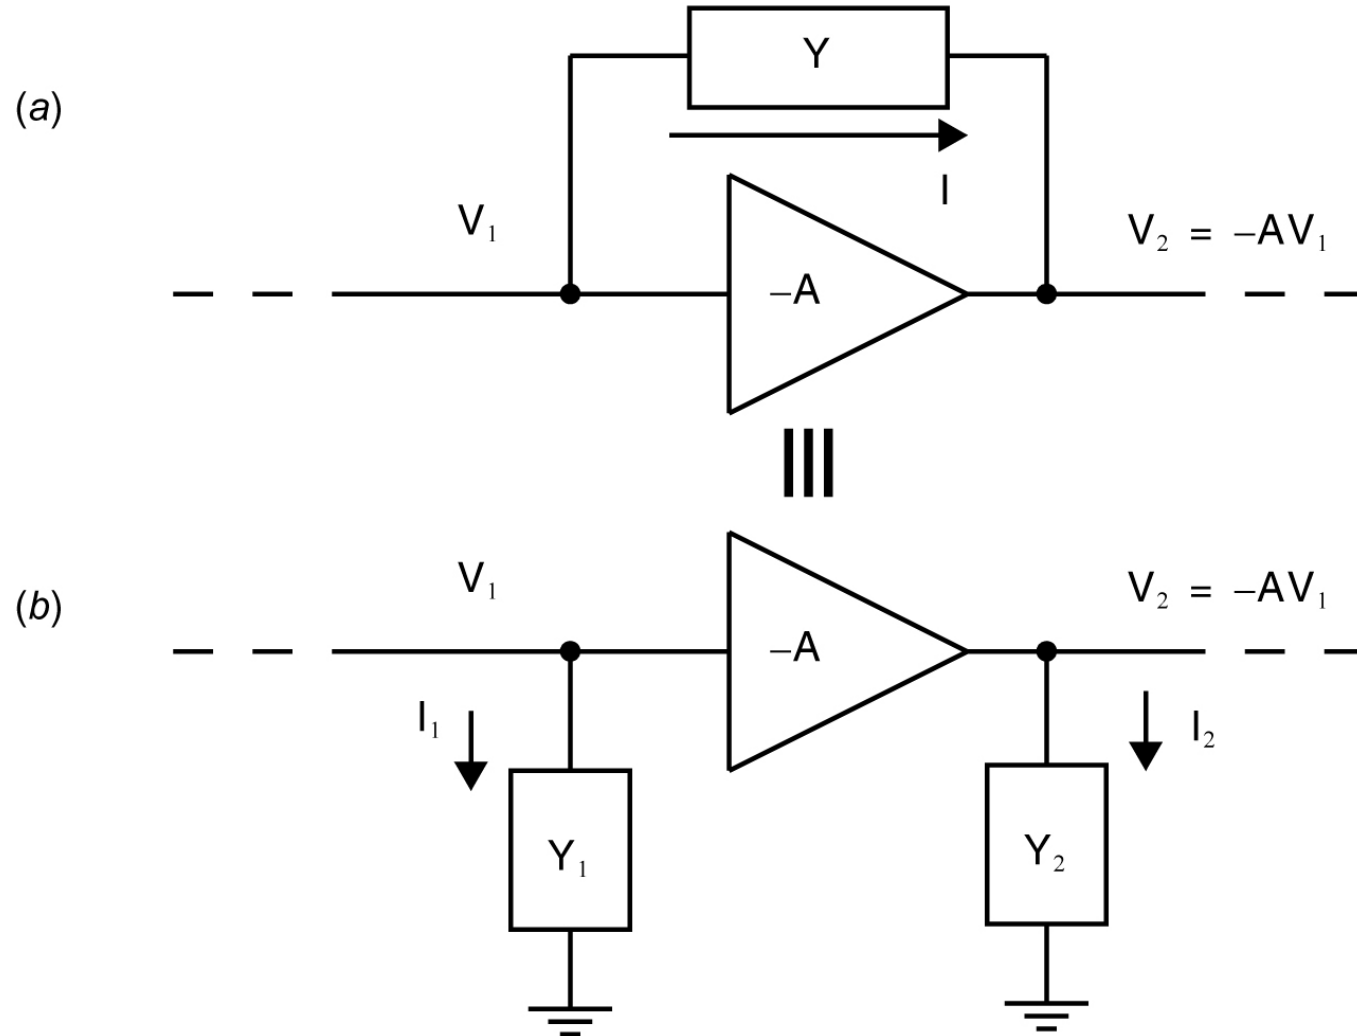 (a)
Y
I
V₁
V₂ = −AV₁
−A
(b)
V₁
V₂ = −AV₁
−A
I₁
I₂
Y₁
Y₂